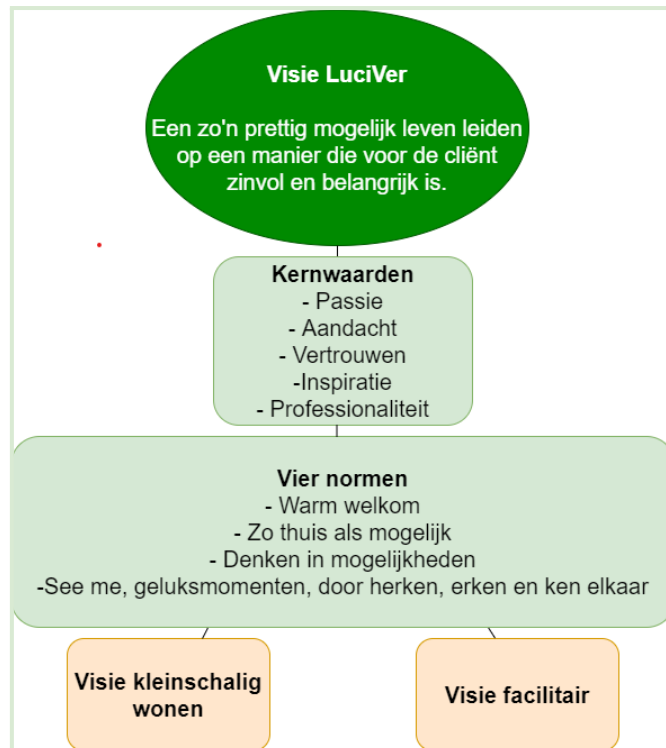 Visie LuciVer
Een zo'n prettig mogelijk leven leiden
op een manier die voor de cliënt
zinvol en belangrijk is.
Kernwaarden
- Passie
- Aandacht
- Vertrouwen
-Inspiratie
- Professionaliteit
Vier normen
- Warm welkom
- Zo thuis als mogelijk
- Denken in mogelijkheden
-See me, geluksmomenten, door herken, erken en ken elkaar
Visie kleinschalig
wonen
Visie facilitair